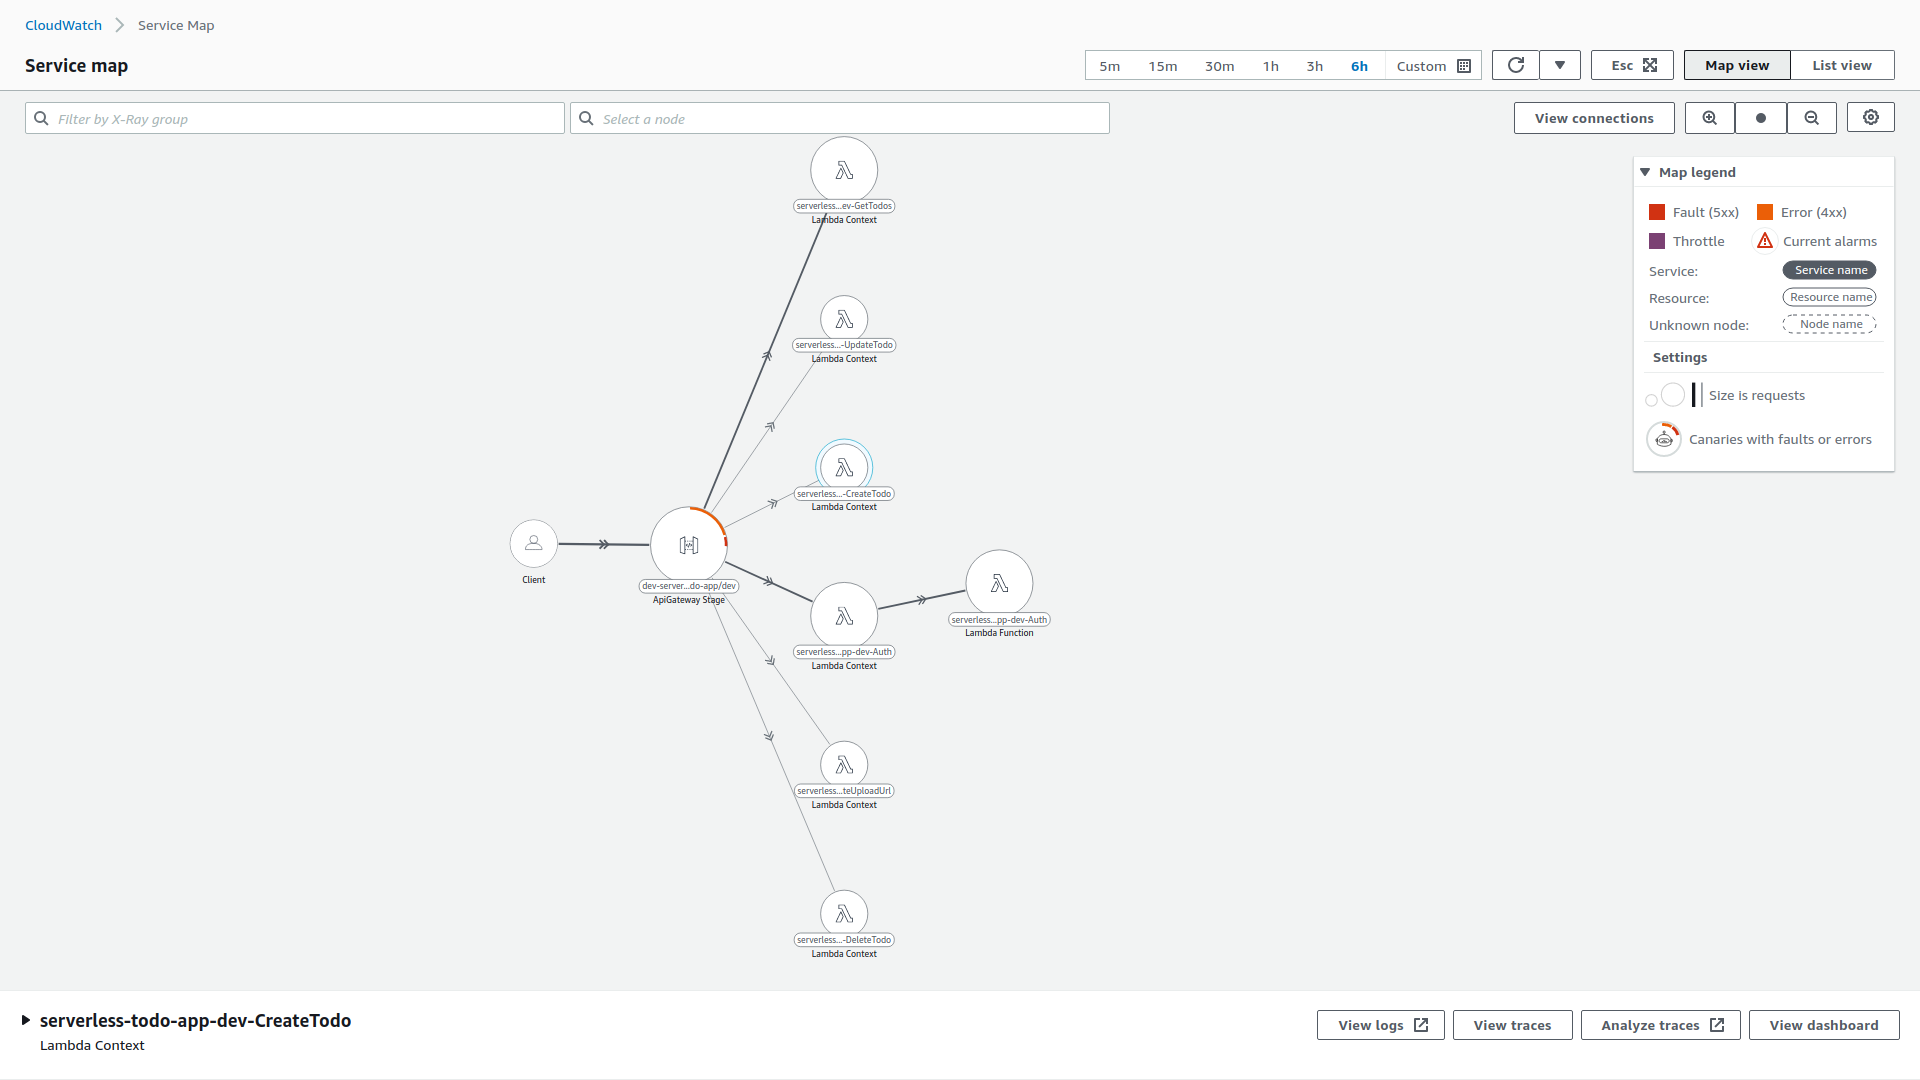 CloudWatch Service Map
Service map
5m 15m 30m 1h 3h 6h Custom
Esc
Map view List view
Filter by X-Ray group
Select a node
View connections
Map legend
Fault (5xx) Error (4xx)
Throttle Current alarms
Service: Service name
Resource: Resource name
Unknown node: Node name
Settings
Size is requests
Canaries with faults or errors
serverless...ev-GetTodos
Lambda Context
serverless...-UpdateTodo
Lambda Context
serverless...-CreateTodo
Lambda Context
Client
dev-server...do-app/dev
ApiGateway Stage
serverless...pp-dev-Auth
Lambda Context
serverless...pp-dev-Auth
Lambda Function
serverless...teUploadUrl
Lambda Context
serverless...-DeleteTodo
Lambda Context
serverless-todo-app-dev-CreateTodo
Lambda Context
View logs View traces Analyze traces View dashboard